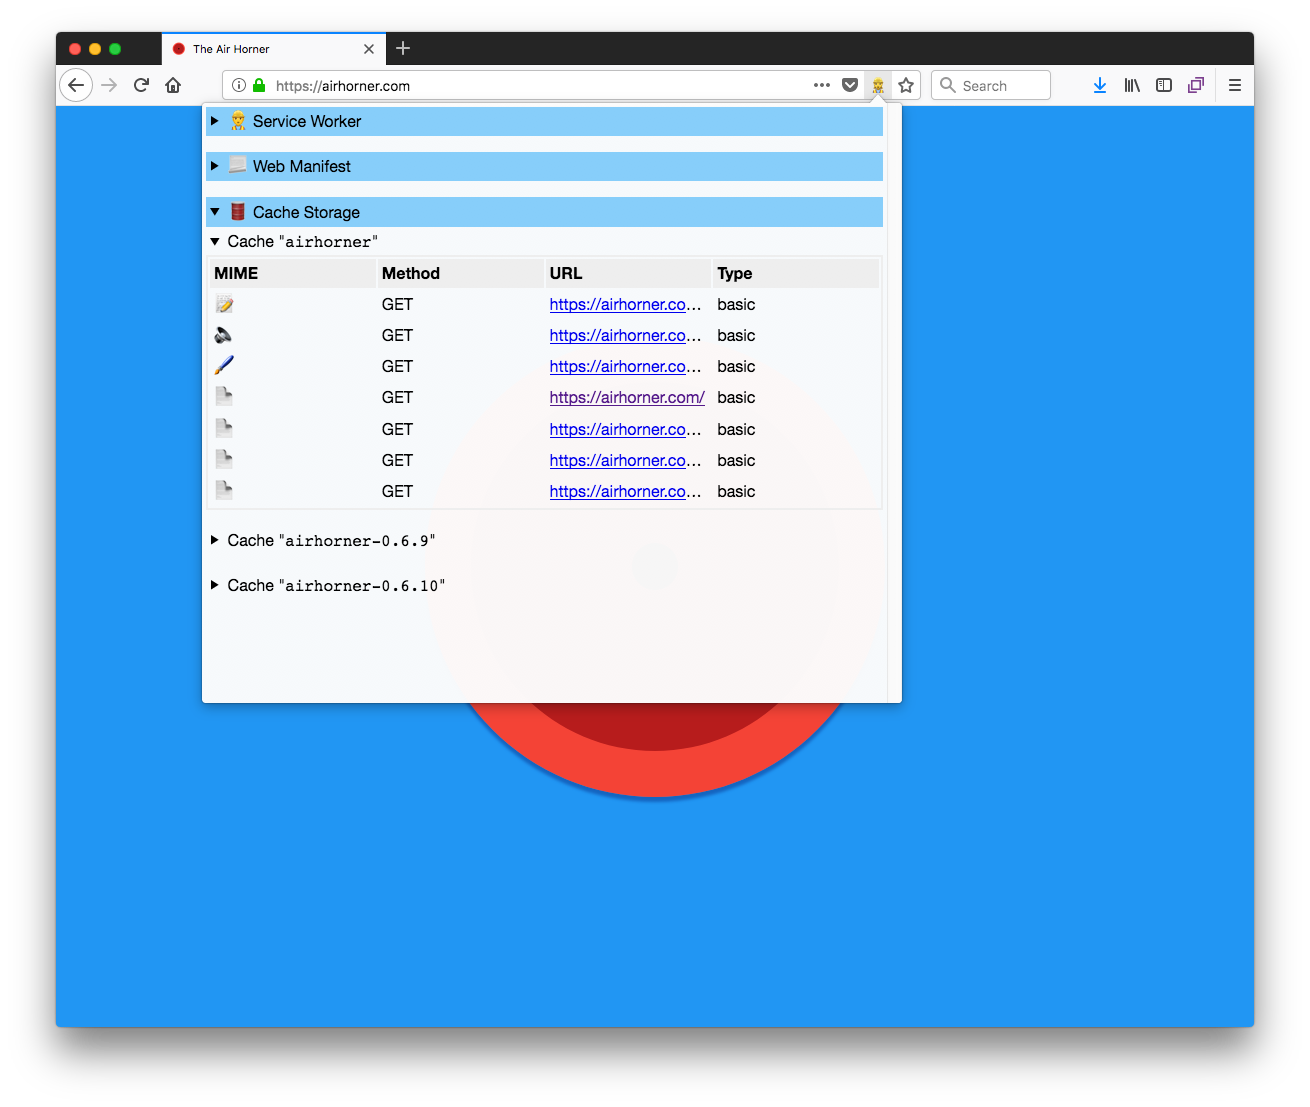 The Air Horner
https://airhorner.com
Search
Service Worker
Web Manifest
Cache Storage
Cache "airhorner"
MIME Method URL Type
GET https://airhorner.co... basic
GET https://airhorner.co... basic
GET https://airhorner.co... basic
GET https://airhorner.com/ basic
GET https://airhorner.co... basic
GET https://airhorner.co... basic
GET https://airhorner.co... basic
Cache "airhorner-0.6.9"
Cache "airhorner-0.6.10"